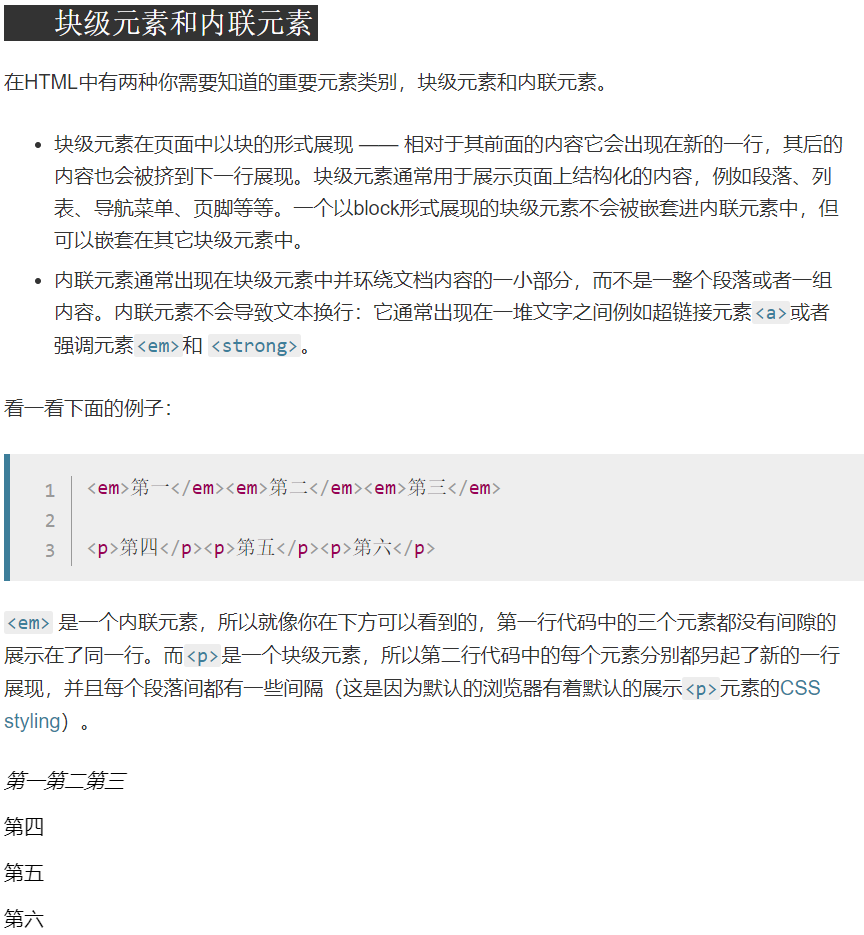 块级元素和内联元素
在HTML中有两种你需要知道的重要元素类别，块级元素和内联元素。
• 块级元素在页面中以块的形式展现 —— 相对于其前面的内容它会出现在新的一行，其后的
内容也会被挤到下一行展现。块级元素通常用于展示页面上结构化的内容，例如段落、列
表、导航菜单、页脚等等。一个以block形式展现的块级元素不会被嵌套进内联元素中，但
可以嵌套在其它块级元素中。
• 内联元素通常出现在块级元素中并环绕文档内容的一小部分，而不是一整个段落或者一组
内容。内联元素不会导致文本换行：它通常出现在一堆文字之间例如超链接元素<a>或者
强调元素<em>和 <strong>。
看一看下面的例子：
1 <em>第一</em><em>第二</em><em>第三</em>
2
3 <p>第四</p><p>第五</p><p>第六</p>
<em> 是一个内联元素，所以就像你在下方可以看到的，第一行代码中的三个元素都没有间隙的
展示在了同一行。而<p>是一个块级元素，所以第二行代码中的每个元素分别都另起了新的一行
展现，并且每个段落间都有一些间隔（这是因为默认的浏览器有着默认的展示<p>元素的CSS
styling）。
第一第二第三
第四
第五
第六